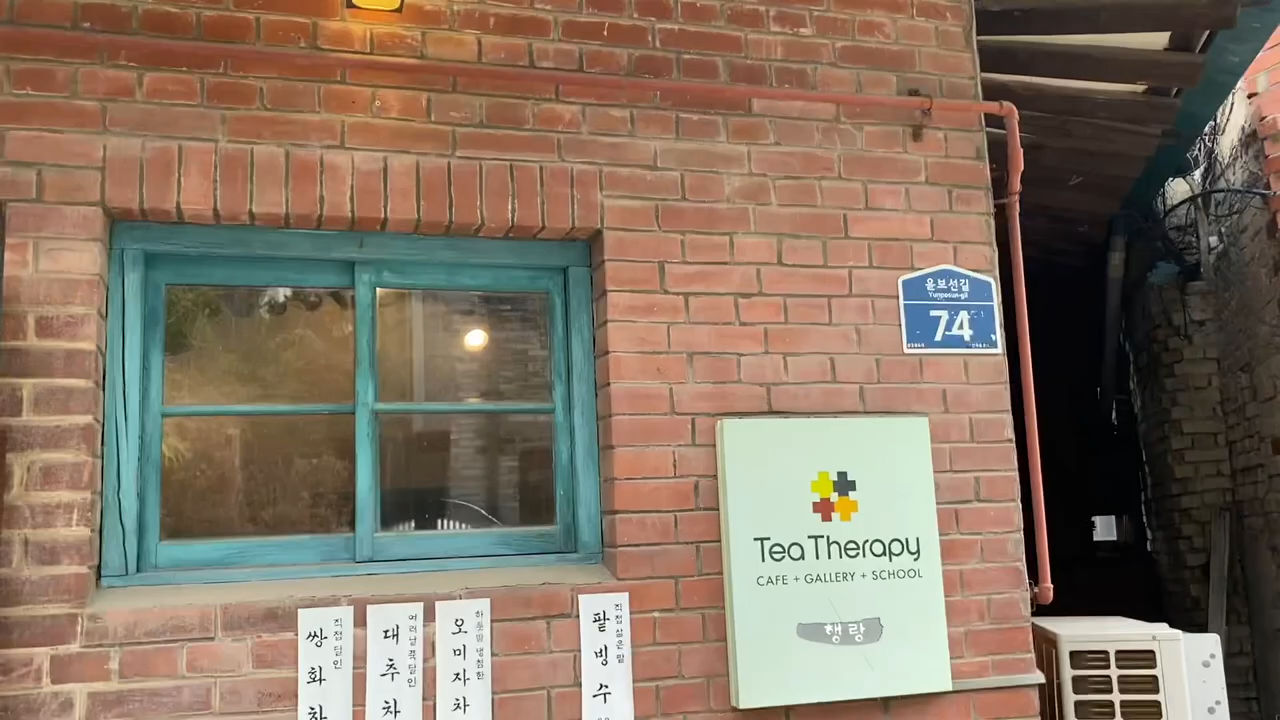 윤보선길
Yunposun-gil
74
Tea Therapy
CAFE + GALLERY + SCHOOL
행랑
직접달인
쌍화차
여러날푹달인
대추차
하룻밤냉침한
오미자차
직접삶은팥
팥빙수